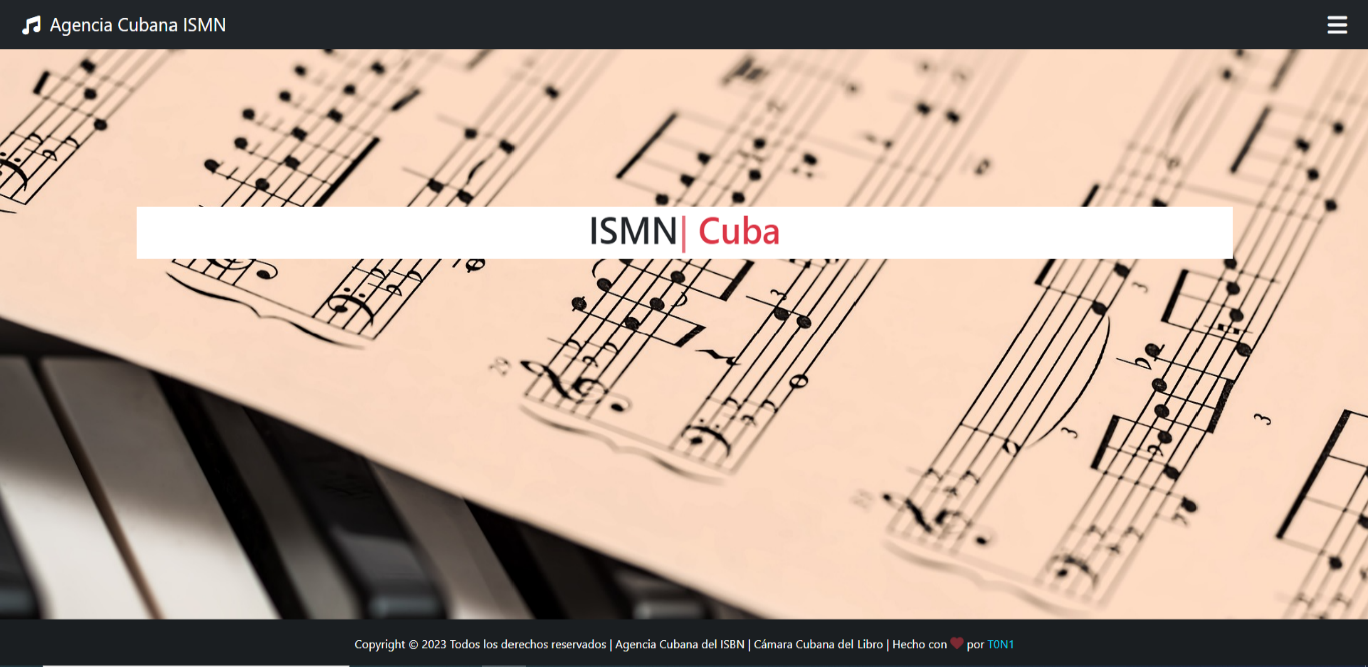 Agencia Cubana ISMN
ISMN| Cuba
Copyright © 2023 Todos los derechos reservados | Agencia Cubana del ISBN | Cámara Cubana del Libro | Hecho con ❤ por T0N1